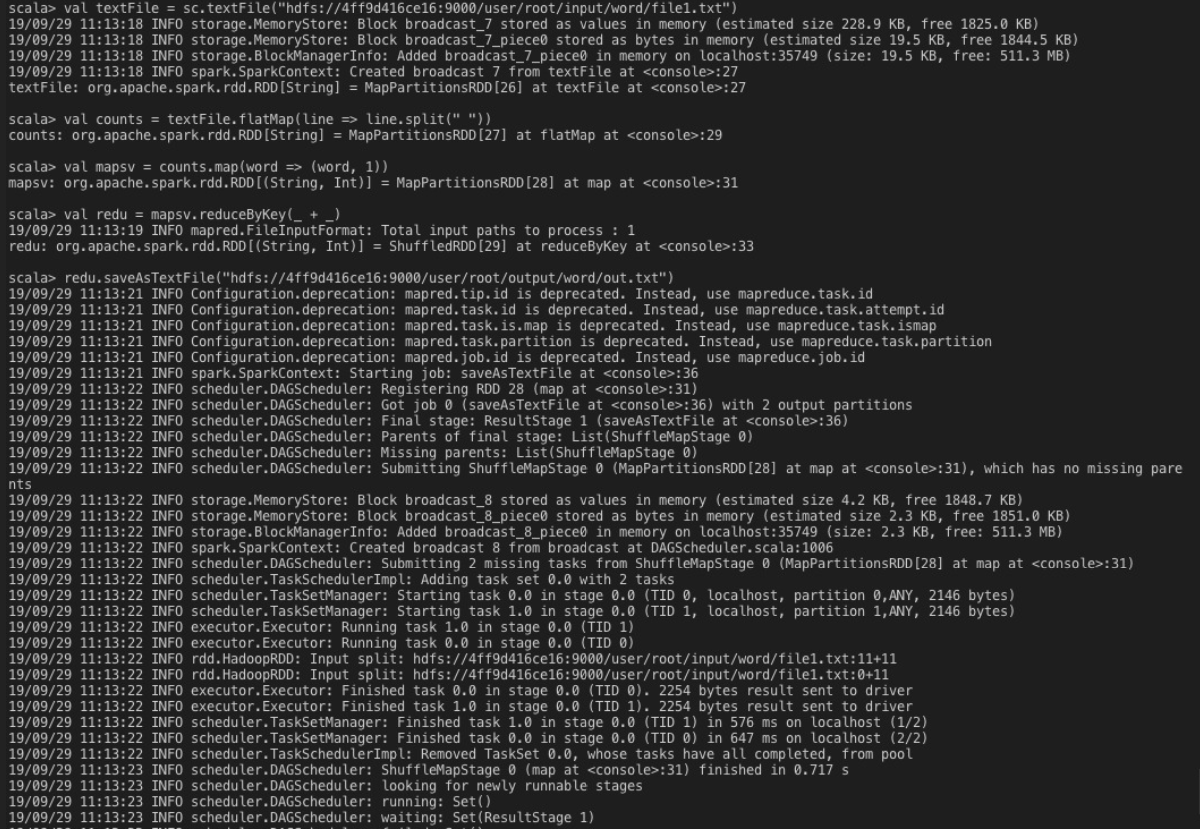 scala> val textFile = sc.textFile("hdfs://4ff9d416ce16:9000/user/root/input/word/file1.txt")
19/09/29 11:13:18 INFO storage.MemoryStore: Block broadcast_7 stored as values in memory (estimated size 228.9 KB, free 1825.0 KB)
19/09/29 11:13:18 INFO storage.MemoryStore: Block broadcast_7_piece0 stored as bytes in memory (estimated size 19.5 KB, free 1844.5 KB)
19/09/29 11:13:18 INFO storage.BlockManagerInfo: Added broadcast_7_piece0 in memory on localhost:35749 (size: 19.5 KB, free: 511.3 MB)
19/09/29 11:13:18 INFO spark.SparkContext: Created broadcast 7 from textFile at <console>:27
textFile: org.apache.spark.rdd.RDD[String] = MapPartitionsRDD[26] at textFile at <console>:27
scala> val counts = textFile.flatMap(line => line.split(" "))
counts: org.apache.spark.rdd.RDD[String] = MapPartitionsRDD[27] at flatMap at <console>:29
scala> val mapsv = counts.map(word => (word, 1))
mapsv: org.apache.spark.rdd.RDD[(String, Int)] = MapPartitionsRDD[28] at map at <console>:31
scala> val redu = mapsv.reduceByKey(_ + _)
19/09/29 11:13:19 INFO mapred.FileInputFormat: Total input paths to process : 1
redu: org.apache.spark.rdd.RDD[(String, Int)] = ShuffledRDD[29] at reduceByKey at <console>:33
scala> redu.saveAsTextFile("hdfs://4ff9d416ce16:9000/user/root/output/word/out.txt")
19/09/29 11:13:21 INFO Configuration.deprecation: mapred.tip.id is deprecated. Instead, use mapreduce.task.id
19/09/29 11:13:21 INFO Configuration.deprecation: mapred.task.id is deprecated. Instead, use mapreduce.task.attempt.id
19/09/29 11:13:21 INFO Configuration.deprecation: mapred.task.is.map is deprecated. Instead, use mapreduce.task.ismap
19/09/29 11:13:21 INFO Configuration.deprecation: mapred.task.partition is deprecated. Instead, use mapreduce.task.partition
19/09/29 11:13:21 INFO Configuration.deprecation: mapred.job.id is deprecated. Instead, use mapreduce.job.id
19/09/29 11:13:21 INFO spark.SparkContext: Starting job: saveAsTextFile at <console>:36
19/09/29 11:13:22 INFO scheduler.DAGScheduler: Registering RDD 28 (map at <console>:31)
19/09/29 11:13:22 INFO scheduler.DAGScheduler: Got job 0 (saveAsTextFile at <console>:36) with 2 output partitions
19/09/29 11:13:22 INFO scheduler.DAGScheduler: Final stage: ResultStage 1 (saveAsTextFile at <console>:36)
19/09/29 11:13:22 INFO scheduler.DAGScheduler: Parents of final stage: List(ShuffleMapStage 0)
19/09/29 11:13:22 INFO scheduler.DAGScheduler: Missing parents: List(ShuffleMapStage 0)
19/09/29 11:13:22 INFO scheduler.DAGScheduler: Submitting ShuffleMapStage 0 (MapPartitionsRDD[28] at map at <console>:31), which has no missing pare
nts
19/09/29 11:13:22 INFO storage.MemoryStore: Block broadcast_8 stored as values in memory (estimated size 4.2 KB, free 1848.7 KB)
19/09/29 11:13:22 INFO storage.MemoryStore: Block broadcast_8_piece0 stored as bytes in memory (estimated size 2.3 KB, free 1851.0 KB)
19/09/29 11:13:22 INFO storage.BlockManagerInfo: Added broadcast_8_piece0 in memory on localhost:35749 (size: 2.3 KB, free: 511.3 MB)
19/09/29 11:13:22 INFO spark.SparkContext: Created broadcast 8 from broadcast at DAGScheduler.scala:1006
19/09/29 11:13:22 INFO scheduler.DAGScheduler: Submitting 2 missing tasks from ShuffleMapStage 0 (MapPartitionsRDD[28] at map at <console>:31)
19/09/29 11:13:22 INFO scheduler.TaskSchedulerImpl: Adding task set 0.0 with 2 tasks
19/09/29 11:13:22 INFO scheduler.TaskSetManager: Starting task 0.0 in stage 0.0 (TID 0, localhost, partition 0,ANY, 2146 bytes)
19/09/29 11:13:22 INFO scheduler.TaskSetManager: Starting task 1.0 in stage 0.0 (TID 1, localhost, partition 1,ANY, 2146 bytes)
19/09/29 11:13:22 INFO executor.Executor: Running task 1.0 in stage 0.0 (TID 1)
19/09/29 11:13:22 INFO executor.Executor: Running task 0.0 in stage 0.0 (TID 0)
19/09/29 11:13:22 INFO rdd.HadoopRDD: Input split: hdfs://4ff9d416ce16:9000/user/root/input/word/file1.txt:11+11
19/09/29 11:13:22 INFO rdd.HadoopRDD: Input split: hdfs://4ff9d416ce16:9000/user/root/input/word/file1.txt:0+11
19/09/29 11:13:22 INFO executor.Executor: Finished task 0.0 in stage 0.0 (TID 0). 2254 bytes result sent to driver
19/09/29 11:13:22 INFO executor.Executor: Finished task 1.0 in stage 0.0 (TID 1). 2254 bytes result sent to driver
19/09/29 11:13:22 INFO scheduler.TaskSetManager: Finished task 1.0 in stage 0.0 (TID 1) in 576 ms on localhost (1/2)
19/09/29 11:13:22 INFO scheduler.TaskSetManager: Finished task 0.0 in stage 0.0 (TID 0) in 647 ms on localhost (2/2)
19/09/29 11:13:22 INFO scheduler.TaskSchedulerImpl: Removed TaskSet 0.0, whose tasks have all completed, from pool
19/09/29 11:13:23 INFO scheduler.DAGScheduler: ShuffleMapStage 0 (map at <console>:31) finished in 0.717 s
19/09/29 11:13:23 INFO scheduler.DAGScheduler: looking for newly runnable stages
19/09/29 11:13:23 INFO scheduler.DAGScheduler: running: Set()
19/09/29 11:13:23 INFO scheduler.DAGScheduler: waiting: Set(ResultStage 1)